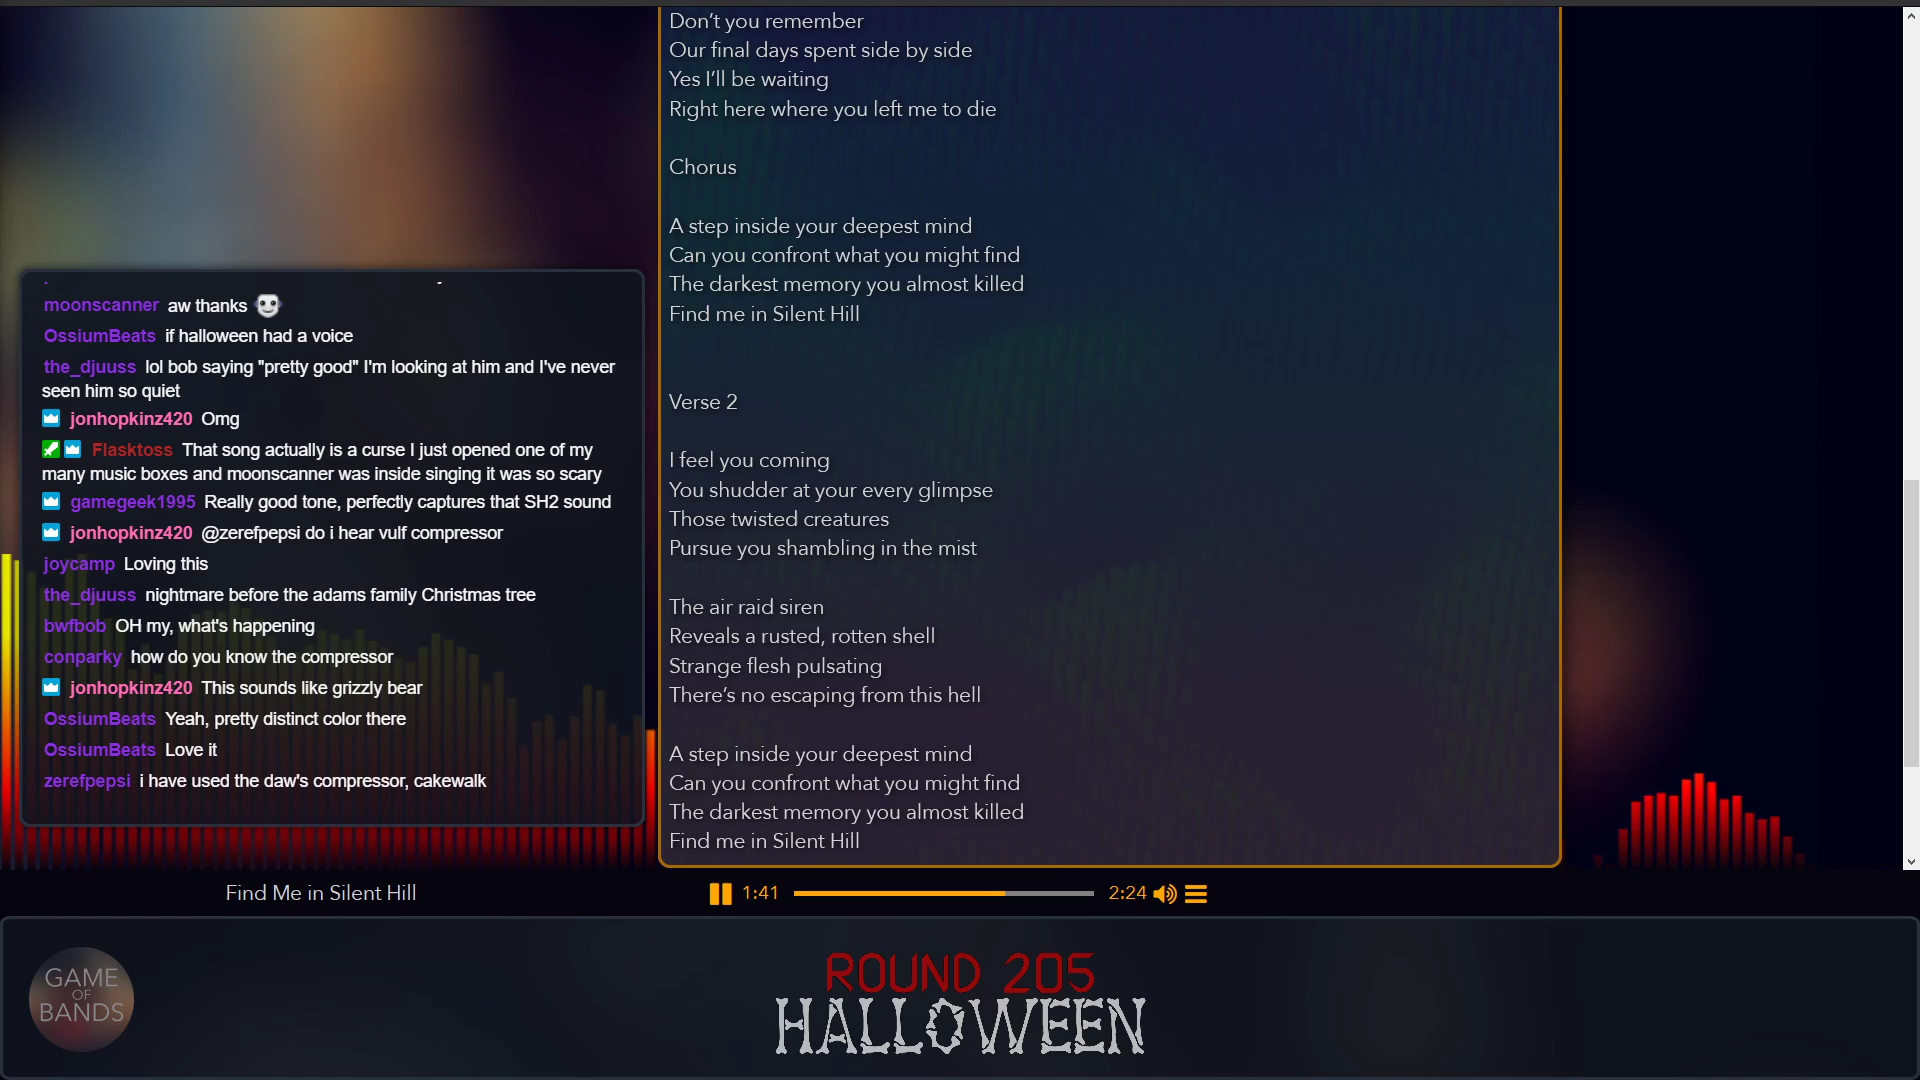 Don’t you remember
Our final days spent side by side
Yes I’ll be waiting
Right here where you left me to die
Chorus
A step inside your deepest mind
Can you confront what you might find
The darkest memory you almost killed
Find me in Silent Hill
Verse 2
I feel you coming
You shudder at your every glimpse
Those twisted creatures
Pursue you shambling in the mist
The air raid siren
Reveals a rusted, rotten shell
Strange flesh pulsating
There’s no escaping from this hell
A step inside your deepest mind
Can you confront what you might find
The darkest memory you almost killed
Find me in Silent Hill
moonscanner aw thanks
OssiumBeats if halloween had a voice
the_djuuss lol bob saying "pretty good" I'm looking at him and I've never
seen him so quiet
jonhopkinz420 Omg
Flasktoss That song actually is a curse I just opened one of my
many music boxes and moonscanner was inside singing it was so scary
gamegeek1995 Really good tone, perfectly captures that SH2 sound
jonhopkinz420 @zerefpepsi do i hear vulf compressor
joycamp Loving this
the_djuuss nightmare before the adams family Christmas tree
bwfbob OH my, what's happening
conparky how do you know the compressor
jonhopkinz420 This sounds like grizzly bear
OssiumBeats Yeah, pretty distinct color there
OssiumBeats Love it
zerefpepsi i have used the daw's compressor, cakewalk
Find Me in Silent Hill
1:41
2:24
GAME
OF
BANDS
ROUND 205
HALLOWEEN